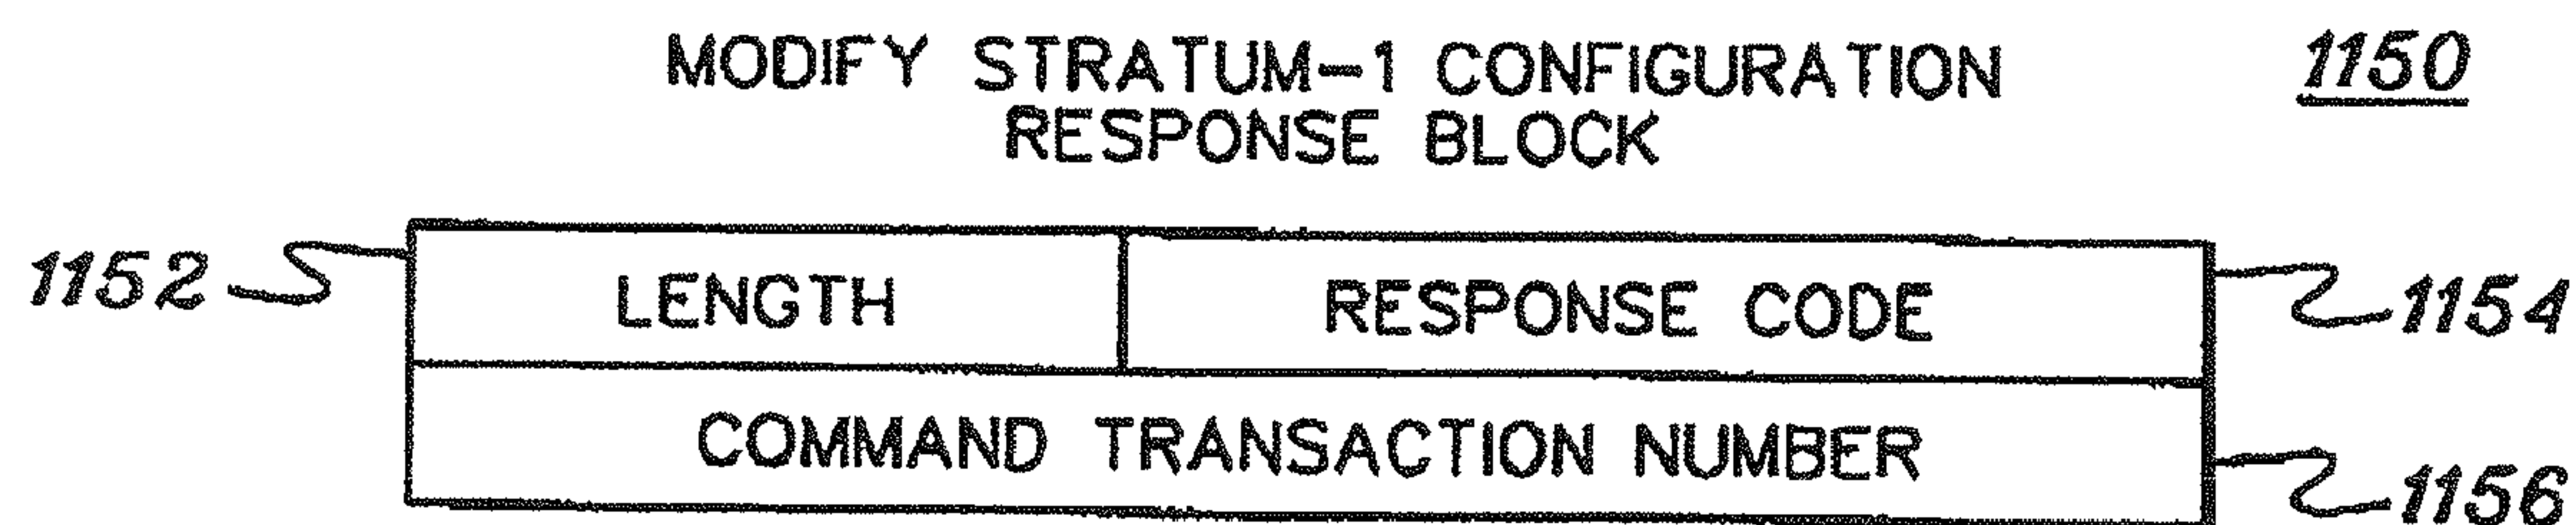 MODIFY STRATUM-1 CONFIGURATION 1150
RESPONSE BLOCK
1152 LENGTH RESPONSE CODE 1154
COMMAND TRANSACTION NUMBER 1156